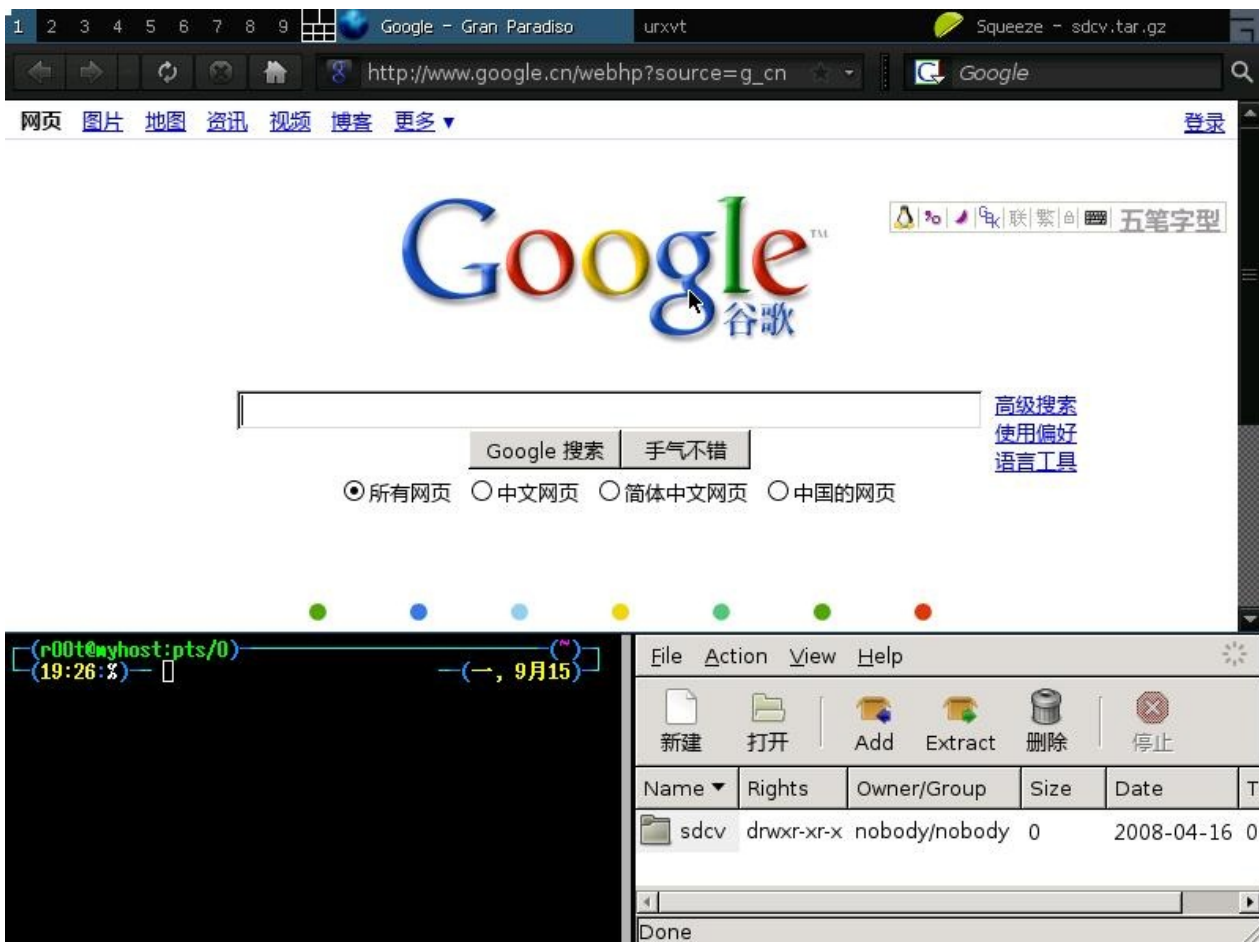 1 2 3 4 5 6 7 8 9 Google - Gran Paradiso urxvt Squeeze - sdcv.tar.gz
http://www.google.cn/webhp?source=g_cn Google
网页 图片 地图 资讯 视频 博客 更多 ▼ 登录
Google™
谷歌
GBK 联 繁 五笔字型
高级搜索
使用偏好
语言工具
Google 搜索 手气不错
所有网页 中文网页 简体中文网页 中国的网页
(r00t@myhost:pts/0) (~)
(19:26:%) (一, 9月15)
File Action View Help
新建 打开 Add Extract 删除 停止
Name ▼ Rights Owner/Group Size Date T
sdcv drwxr-xr-x nobody/nobody 0 2008-04-16 0
Done